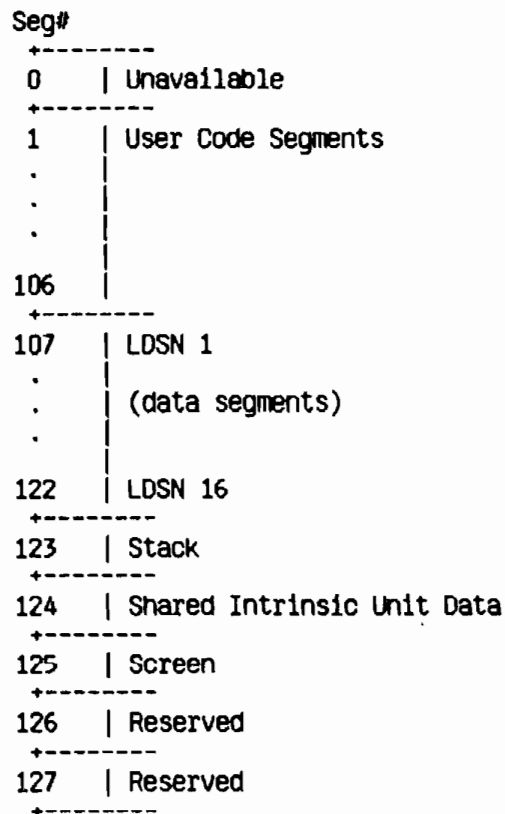 Seg#
+---------
0 | Unavailable
+---------
1 | User Code Segments
. |
. |
. |
106 |
+---------
107 | LDSN 1
. |
. | (data segments)
. |
122 | LDSN 16
+---------
123 | Stack
+---------
124 | Shared Intrinsic Unit Data
+---------
125 | Screen
+---------
126 | Reserved
+---------
127 | Reserved
+---------